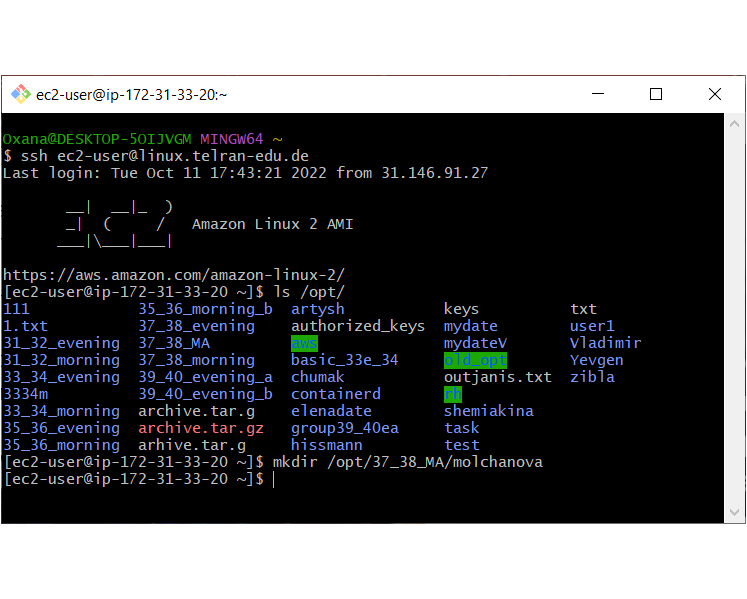 ec2-user@ip-172-31-33-20:~
Oxana@DESKTOP-5OIJVGM MINGW64 ~
$ ssh ec2-user@linux.telran-edu.de
Last login: Tue Oct 11 17:43:21 2022 from 31.146.91.27
__|  __|_  )
_|  (     /   Amazon Linux 2 AMI
___|\___|___|
https://aws.amazon.com/amazon-linux-2/
[ec2-user@ip-172-31-33-20 ~]$ ls /opt/
111 35_36_morning_b artysh keys txt
1.txt 37_38_evening authorized_keys mydate user1
31_32_evening 37_38_MA aws mydateV Vladimir
31_32_morning 37_38_morning basic_33e_34 old_opt Yevgen
33_34_evening 39_40_evening_a chumak outjanis.txt zibla
3334m 39_40_evening_b containerd rh
33_34_morning archive.tar.g elenadate shemiakina
35_36_evening archive.tar.gz group39_40ea task
35_36_morning arhive.tar.g hissmann test
[ec2-user@ip-172-31-33-20 ~]$ mkdir /opt/37_38_MA/molchanova
[ec2-user@ip-172-31-33-20 ~]$